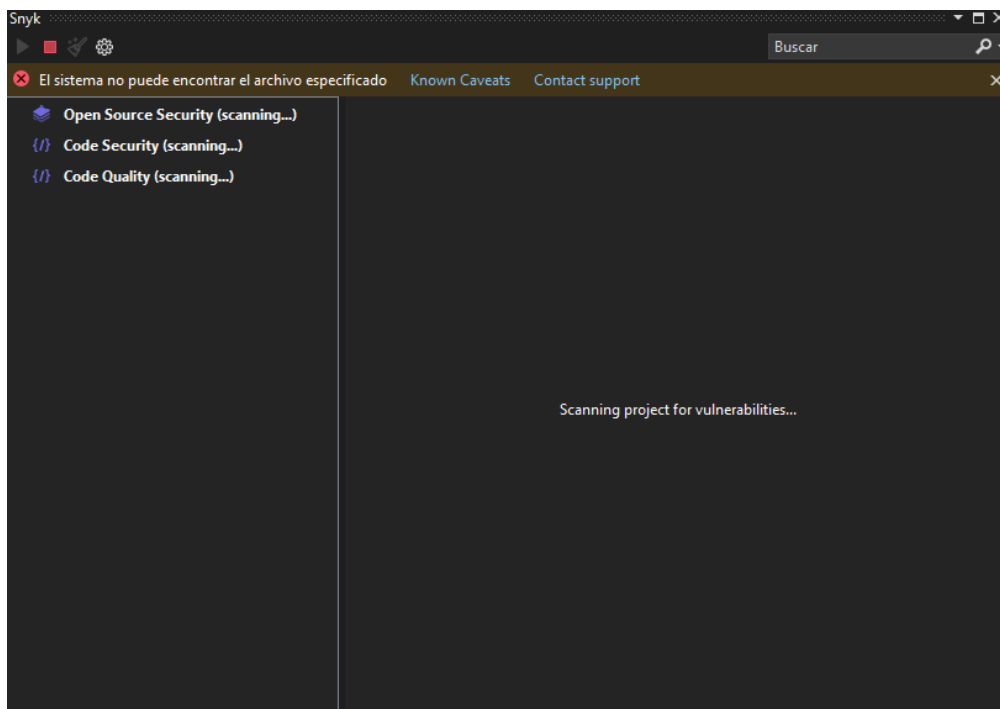 Snyk
Buscar
El sistema no puede encontrar el archivo especificado Known Caveats Contact support
Open Source Security (scanning...)
{/} Code Security (scanning...)
{/} Code Quality (scanning...)
Scanning project for vulnerabilities...